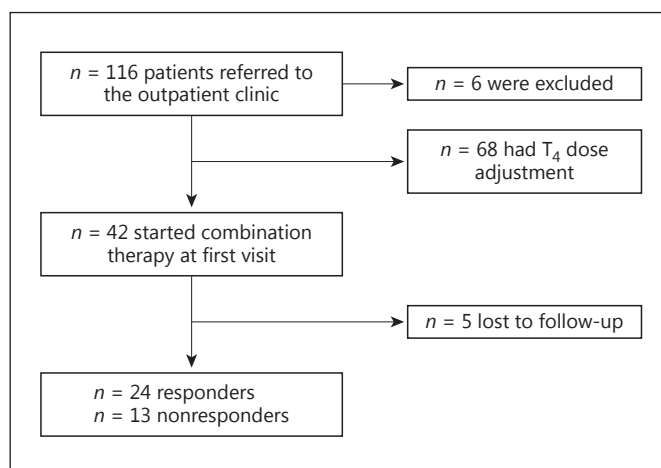 n = 116 patients referred to
the outpatient clinic
n = 6 were excluded
n = 68 had T₄ dose
adjustment
n = 42 started combination
therapy at first visit
n = 5 lost to follow-up
n = 24 responders
n = 13 nonresponders